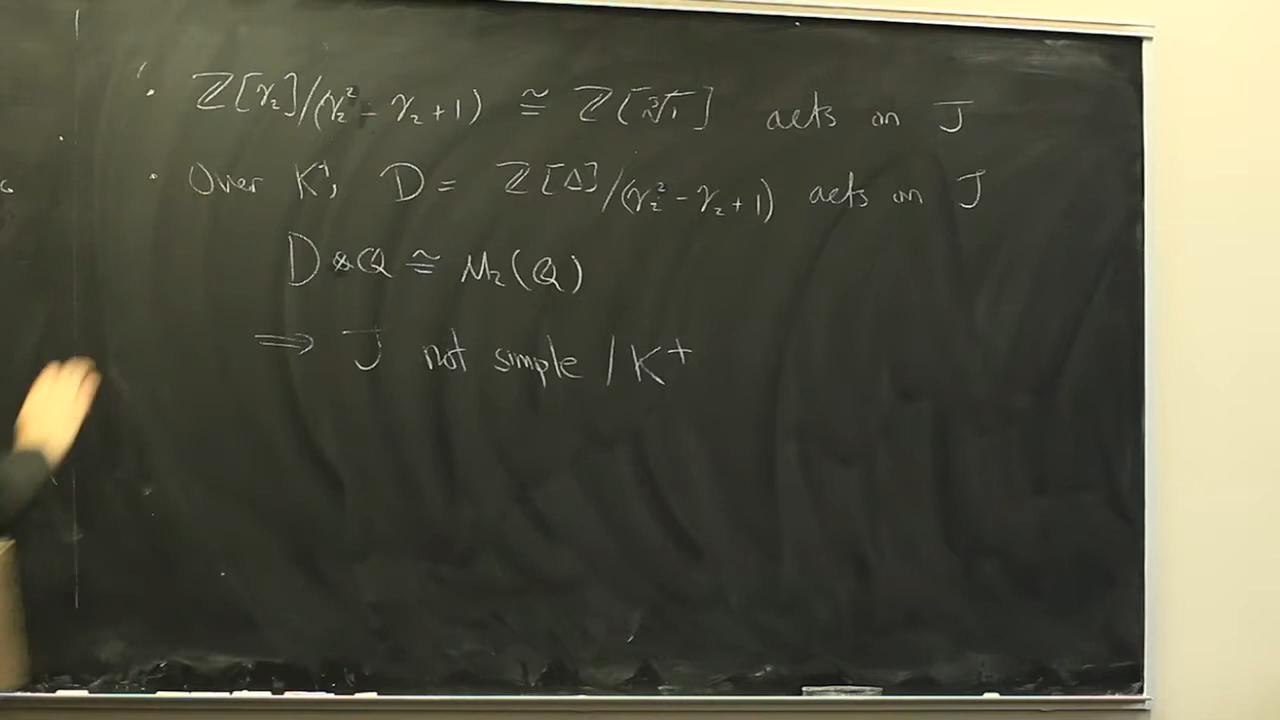 · ℤ[γ₂]/(γ₂² - γ₂ + 1) ≅ ℤ[∛1] acts on J
· Over K⁺, D = ℤ[Δ]/(γ₂² - γ₂ + 1) acts on J
D ⊗ ℚ ≅ M₂(ℚ)
⟹ J not simple / K⁺